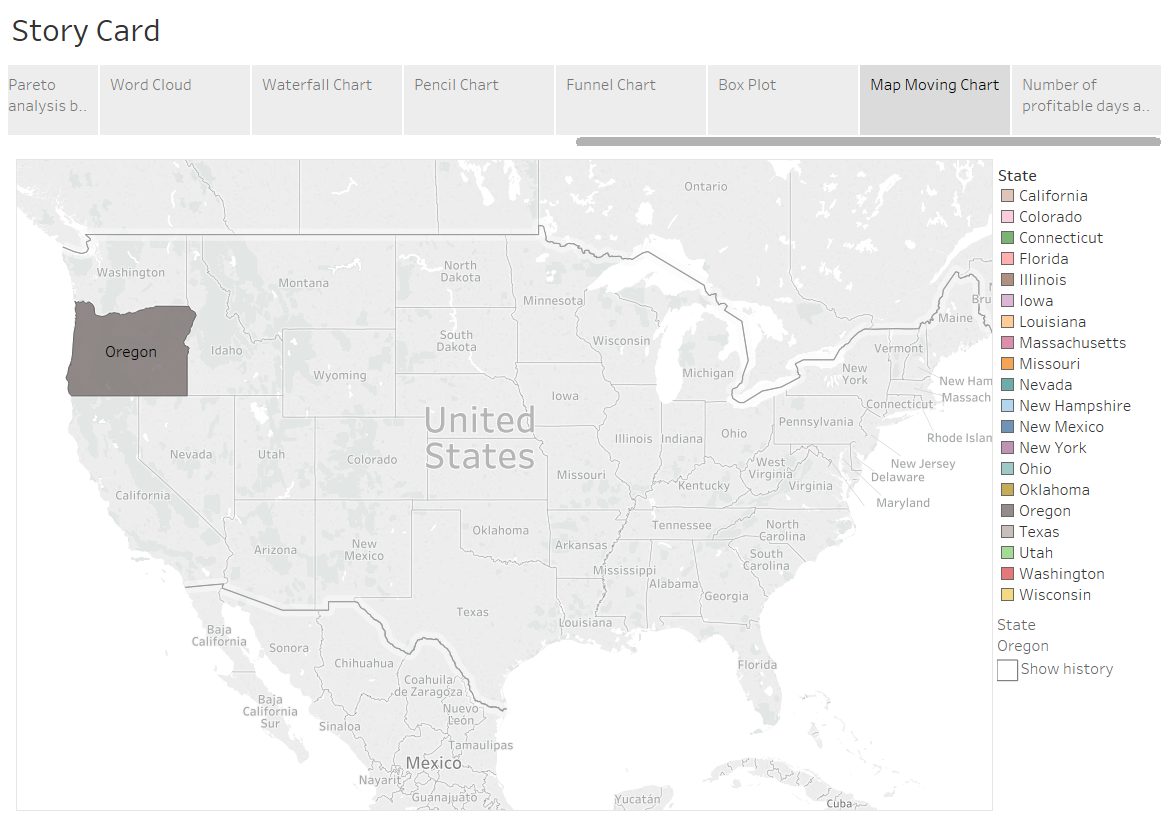 Story Card
Pareto
analysis b..
Word Cloud
Waterfall Chart
Pencil Chart
Funnel Chart
Box Plot
Map Moving Chart
Number of
profitable days a..
Ontario
Washington
Montana
North
Dakota
Minnesota
Bru
Maine
Oregon
Idaho
South
Dakota
Wisconsin
Vermont
Wyoming
Michigan
New
York
New Ham
Massach
Iowa
Connecticut
United
States
Pennsylvania
Rhode Islan
Nevada
Utah
Colorado
Illinois
Indiana
Ohio
New Jersey
Delaware
Maryland
California
Missouri
West
Virginia
Kentucky
Virginia
Arizona
New
Mexico
Oklahoma
Arkansas
Tennessee
North
Carolina
South
Carolina
Mississippi
Alabama
Georgia
Texas
Louisiana
Florida
Baja
California
Sonora
Chihuahua
Coahuila
de Zaragoza
Baja
California
Sur
Sinaloa
Nuevo
León
Tamaulipas
Mexico
Nayarit
Guanajuato
Yucatán
Cuba
State
California
Colorado
Connecticut
Florida
Illinois
Iowa
Louisiana
Massachusetts
Missouri
Nevada
New Hampshire
New Mexico
New York
Ohio
Oklahoma
Oregon
Texas
Utah
Washington
Wisconsin
State
Oregon
Show history